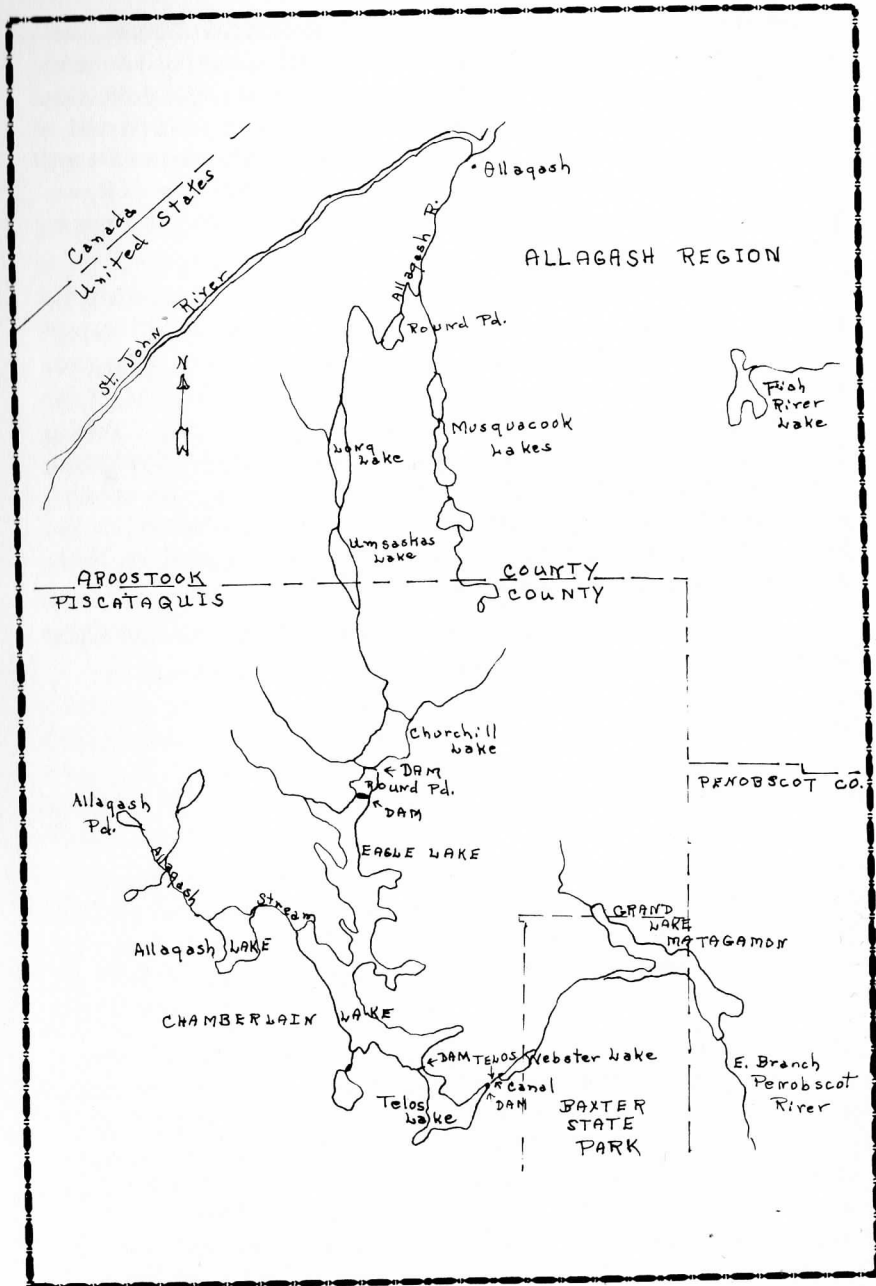 Canada
United States
St. John River
N
Allagash
Allagash R.
ALLAGASH REGION
Round Pd.
Fish
River
Lake
Musquacook
Lakes
Long
Lake
Umsaskas
Lake
AROOSTOOK COUNTY
PISCATAQUIS COUNTY
Churchill
Lake
← DAM
Round Pd.
↑ DAM
PENOBSCOT CO.
Allagash
Pd.
EAGLE LAKE
Allagash Stream
Allagash LAKE
GRAND
LAKE
MATAGAMON
CHAMBERLAIN LAKE
← DAM TELOS Webster Lake
Canal
↑ DAM
Telos
Lake
E. Branch
Penobscot
River
BAXTER
STATE
PARK